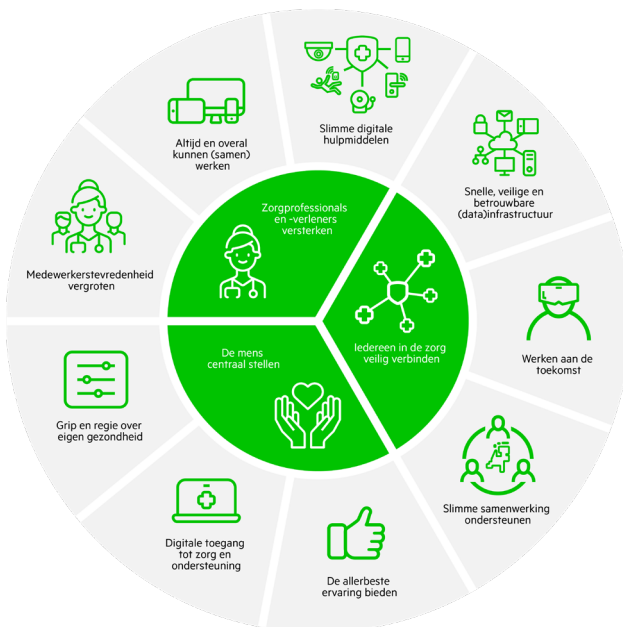 Slimme digitale
hulpmiddelen
Altijd en overal
kunnen (samen)
werken
Snelle, veilige en
betrouwbare
(data)infrastructuur
Zorgprofessionals
en -verleners
versterken
Medewerkerstevredenheid
vergroten
Iedereen in de zorg
veilig verbinden
De mens
centraal stellen
Werken aan de
toekomst
Grip en regie over
eigen gezondheid
Slimme samenwerking
ondersteunen
Digitale toegang
tot zorg en
ondersteuning
De allerbeste
ervaring bieden